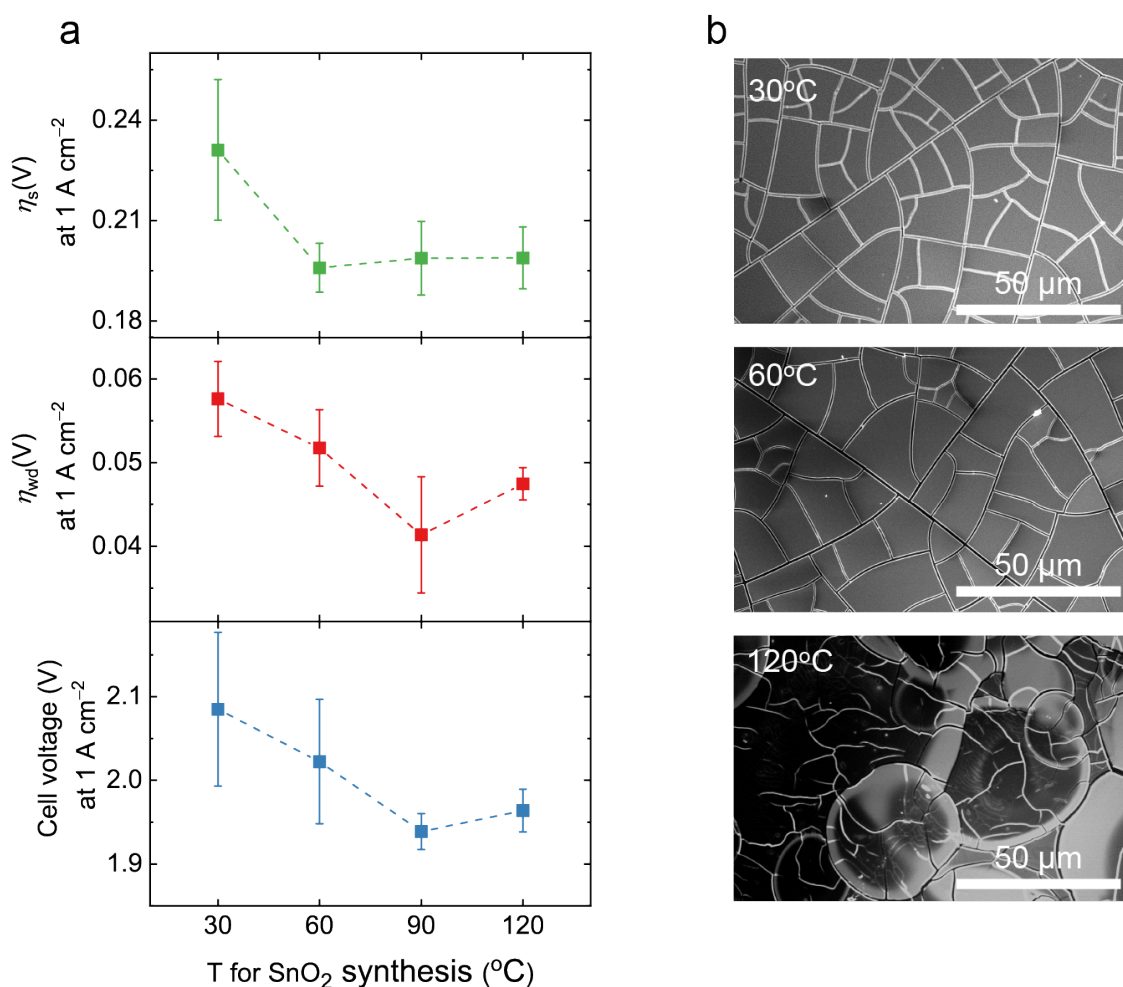 a
ηs(V)
at 1 A cm−2
0.24
0.21
0.18
ηwd(V)
at 1 A cm−2
0.06
0.05
0.04
Cell voltage (V)
at 1 A cm−2
2.1
2.0
1.9
30 60 90 120
T for SnO2 synthesis (oC)
b
30oC
50 µm
60oC
50 µm
120oC
50 µm